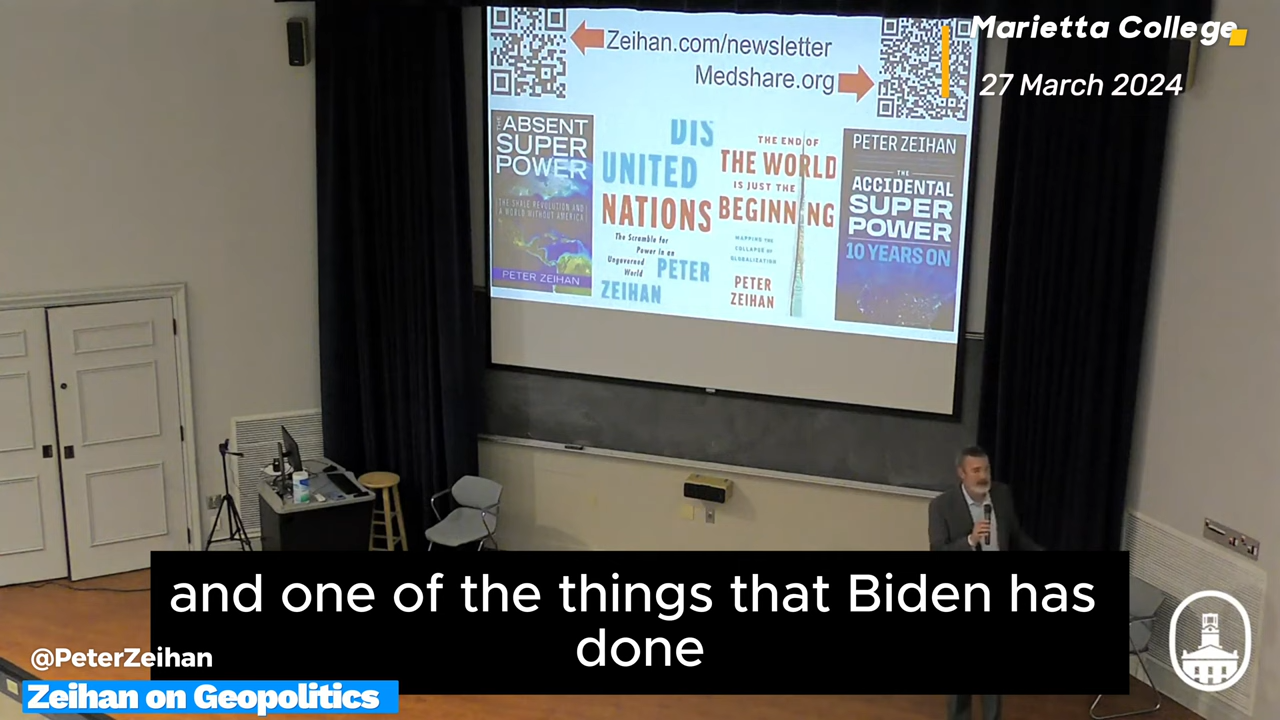 Marietta College
27 March 2024
Zeihan.com/newsletter
Medshare.org
THE
ABSENT
SUPER
POWER
THE SHALE REVOLUTION AND
A WORLD WITHOUT AMERICA
PETER ZEIHAN
DIS
UNITED
NATIONS
The Scramble for
Power in an
Ungoverned
World
PETER
ZEIHAN
THE END OF
THE WORLD
IS JUST THE
BEGINNING
MAPPING THE
COLLAPSE OF
GLOBALIZATION
PETER
ZEIHAN
PETER ZEIHAN
THE
ACCIDENTAL
SUPER
POWER
10 YEARS ON
and one of the things that Biden has
done
@PeterZeihan
Zeihan on Geopolitics